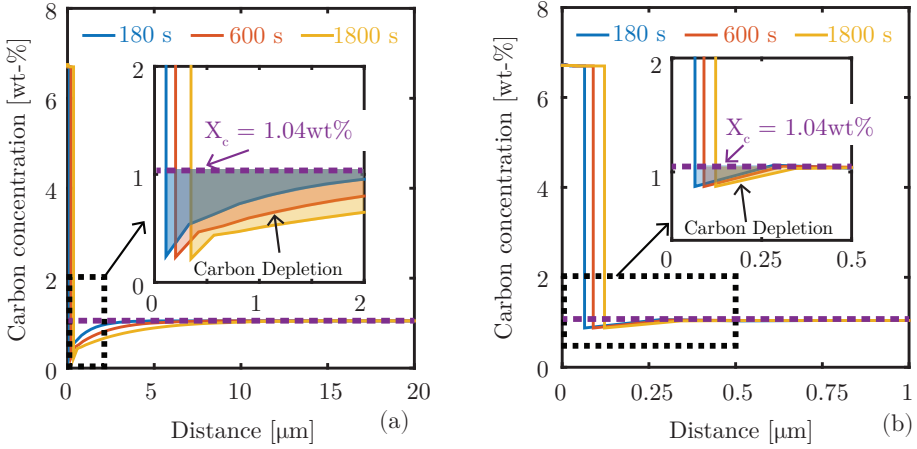 180 s 600 s 1800 s
Carbon concentration [wt-%]
8
6
4
2
0
2
1
0
X_c = 1.04wt%
Carbon Depletion
0 1 2
0 5 10 15 20
Distance [μm]
(a)
180 s 600 s 1800 s
Carbon concentration [wt-%]
8
6
4
2
0
2
1
0
X_c = 1.04wt%
Carbon Depletion
0 0.25 0.5
0 0.25 0.5 0.75 1
Distance [μm]
(b)